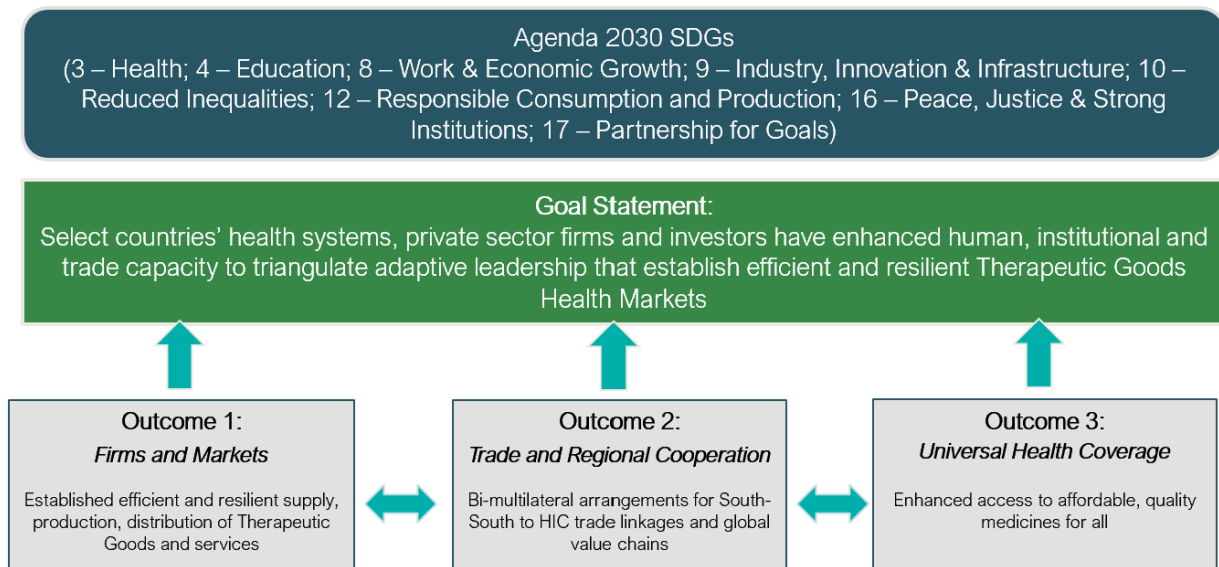 Agenda 2030 SDGs
(3 – Health; 4 – Education; 8 – Work & Economic Growth; 9 – Industry, Innovation & Infrastructure; 10 –
Reduced Inequalities; 12 – Responsible Consumption and Production; 16 – Peace, Justice & Strong
Institutions; 17 – Partnership for Goals)
Goal Statement:
Select countries’ health systems, private sector firms and investors have enhanced human, institutional and
trade capacity to triangulate adaptive leadership that establish efficient and resilient Therapeutic Goods
Health Markets
Outcome 1:
Firms and Markets
Established efficient and resilient supply,
production, distribution of Therapeutic
Goods and services
Outcome 2:
Trade and Regional Cooperation
Bi-multilateral arrangements for South-
South to HIC trade linkages and global
value chains
Outcome 3:
Universal Health Coverage
Enhanced access to affordable, quality
medicines for all